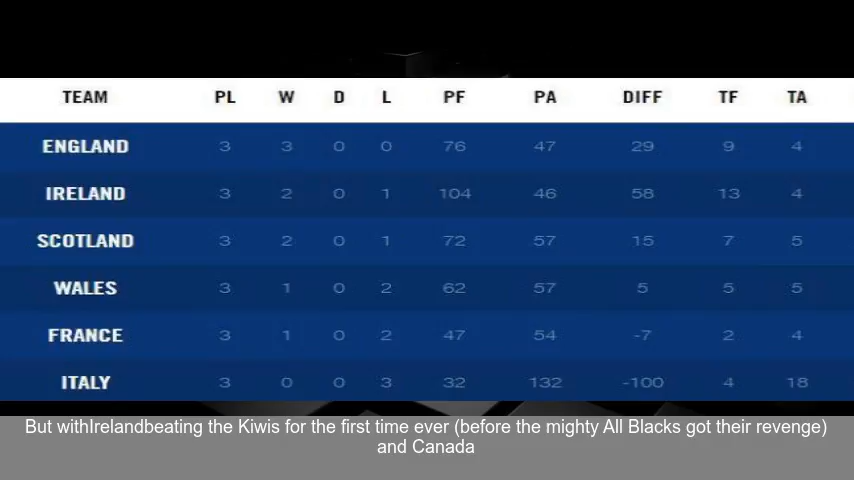 TEAM PL W D L PF PA DIFF TF TA
ENGLAND 3 3 0 0 76 47 29 9 4
IRELAND 3 2 0 1 104 46 58 13 4
SCOTLAND 3 2 0 1 72 57 15 7 5
WALES 3 1 0 2 62 57 5 5 5
FRANCE 3 1 0 2 47 54 -7 2 4
ITALY 3 0 0 3 32 132 -100 4 18
But withIrelandbeating the Kiwis for the first time ever (before the mighty All Blacks got their revenge)
and Canada